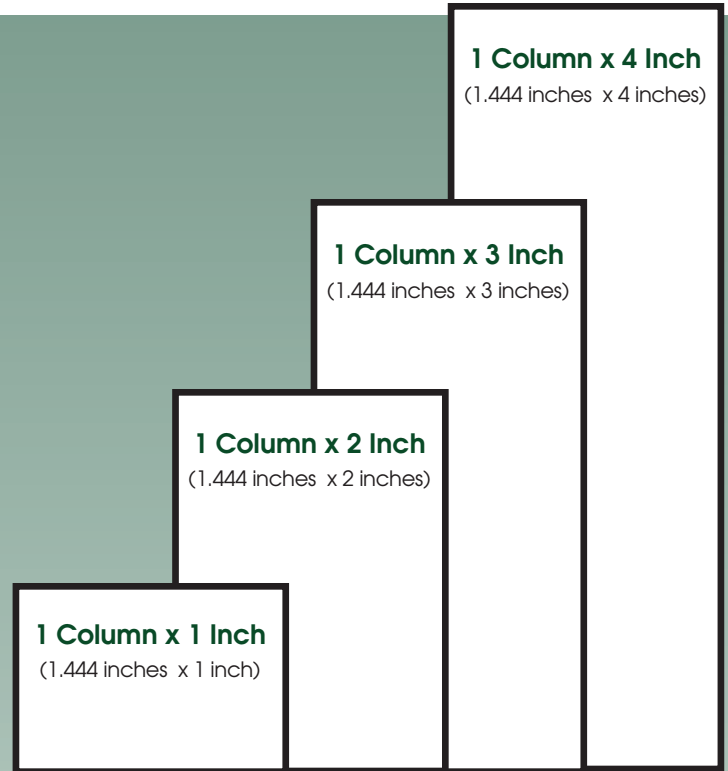 1 Column x 4 Inch
(1.444 inches x 4 inches)
1 Column x 3 Inch
(1.444 inches x 3 inches)
1 Column x 2 Inch
(1.444 inches x 2 inches)
1 Column x 1 Inch
(1.444 inches x 1 inch)